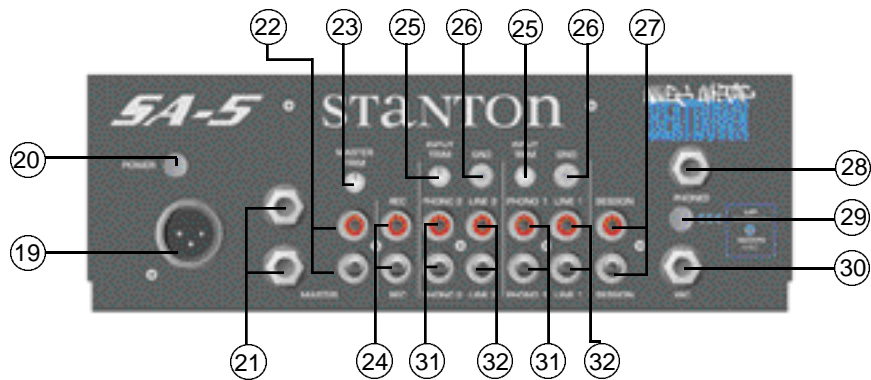 22 23 25 26 25 26 27
SA-5 STANTON
20 POWER
MASTER TRIM
INPUT TRIM
GND
INPUT TRIM
GND
28
PHONES
REC PHONO 2 LINE 2 PHONO 1 LINE 1 SESSION
29
19
30
MASTER REC PHONO 2 LINE 2 PHONO 1 LINE 1 SESSION MIC
21 24 31 32 31 32